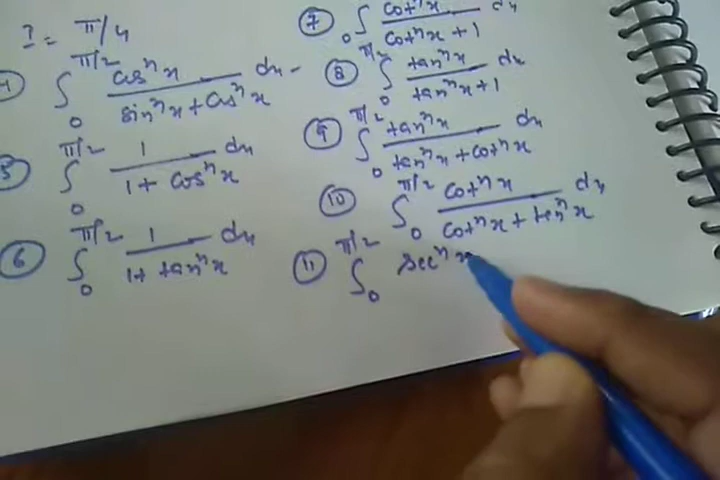 I = π/4
4 ∫₀^π/2 cosⁿx / sinⁿx + cosⁿx dx
5 ∫₀^π/2 1 / 1 + cosⁿx dx
6 ∫₀^π/2 1 / 1 + tanⁿx dx
7 ∫₀ cotⁿx / cotⁿx + 1 dx
8 ∫₀^π/2 tanⁿx / tanⁿx + 1 dx
9 ∫₀^π/2 tanⁿx / tanⁿx + cotⁿx dx
10 ∫₀^π/2 cotⁿx / cotⁿx + tanⁿx dx
11 ∫₀^π/2 secⁿx